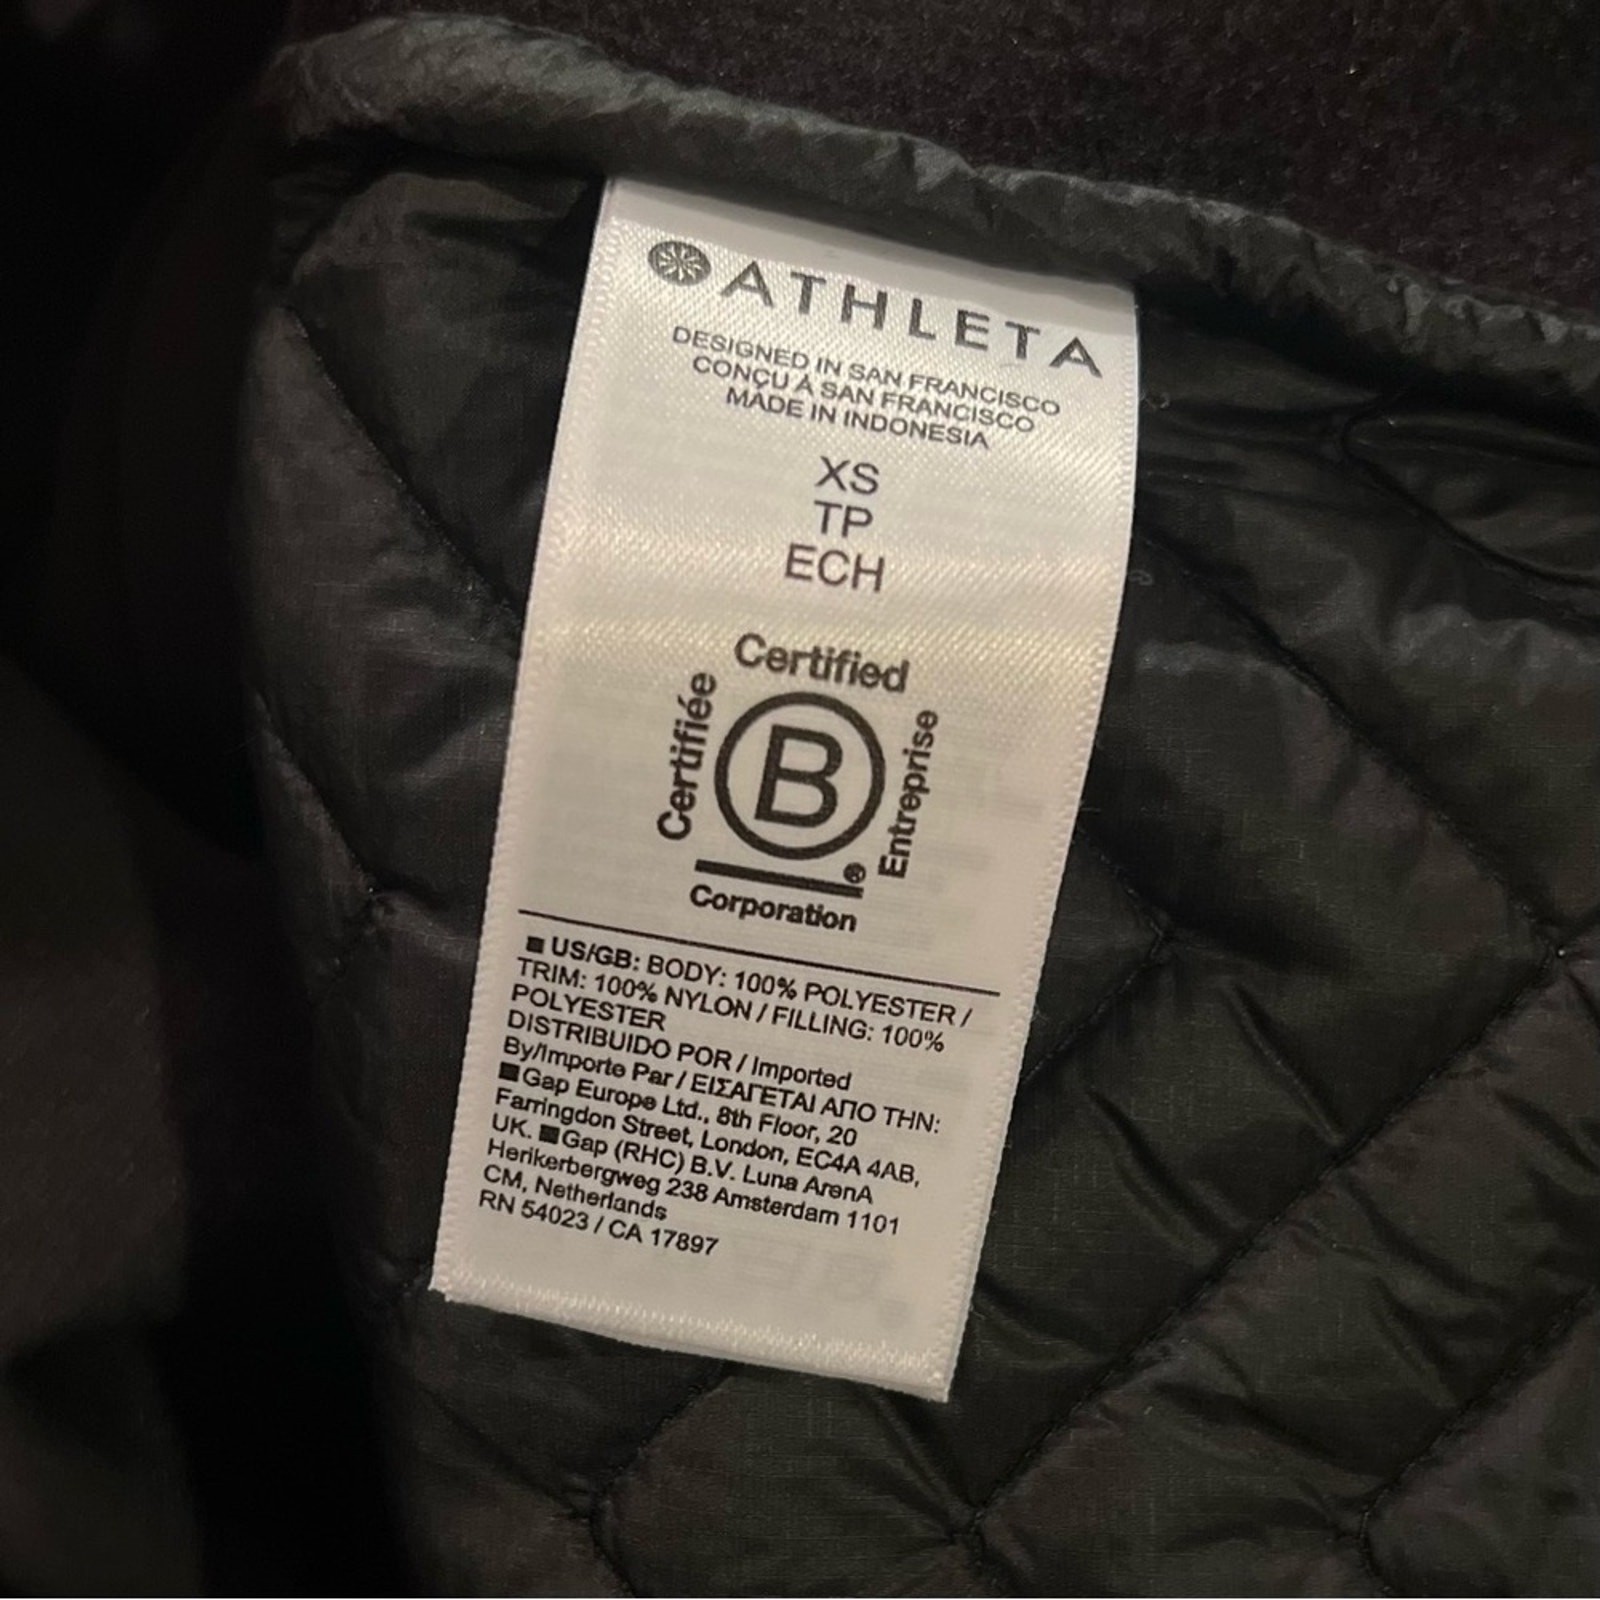 ATHLETA
DESIGNED IN SAN FRANCISCO
CONÇU À SAN FRANCISCO
MADE IN INDONESIA
XS
TP
ECH
Certified
Certifiée
B
Entreprise
®
Corporation
US/GB: BODY: 100% POLYESTER /
TRIM: 100% NYLON / FILLING: 100%
POLYESTER
DISTRIBUIDO POR / Imported
By/Importe Par / ΕΙΣΑΓΕΤΑΙ ΑΠΟ ΤΗΝ:
Gap Europe Ltd., 8th Floor, 20
Farringdon Street, London, EC4A 4AB,
UK. Gap (RHC) B.V. Luna ArenA
Herikerbergweg 238 Amsterdam 1101
CM, Netherlands
RN 54023 / CA 17897